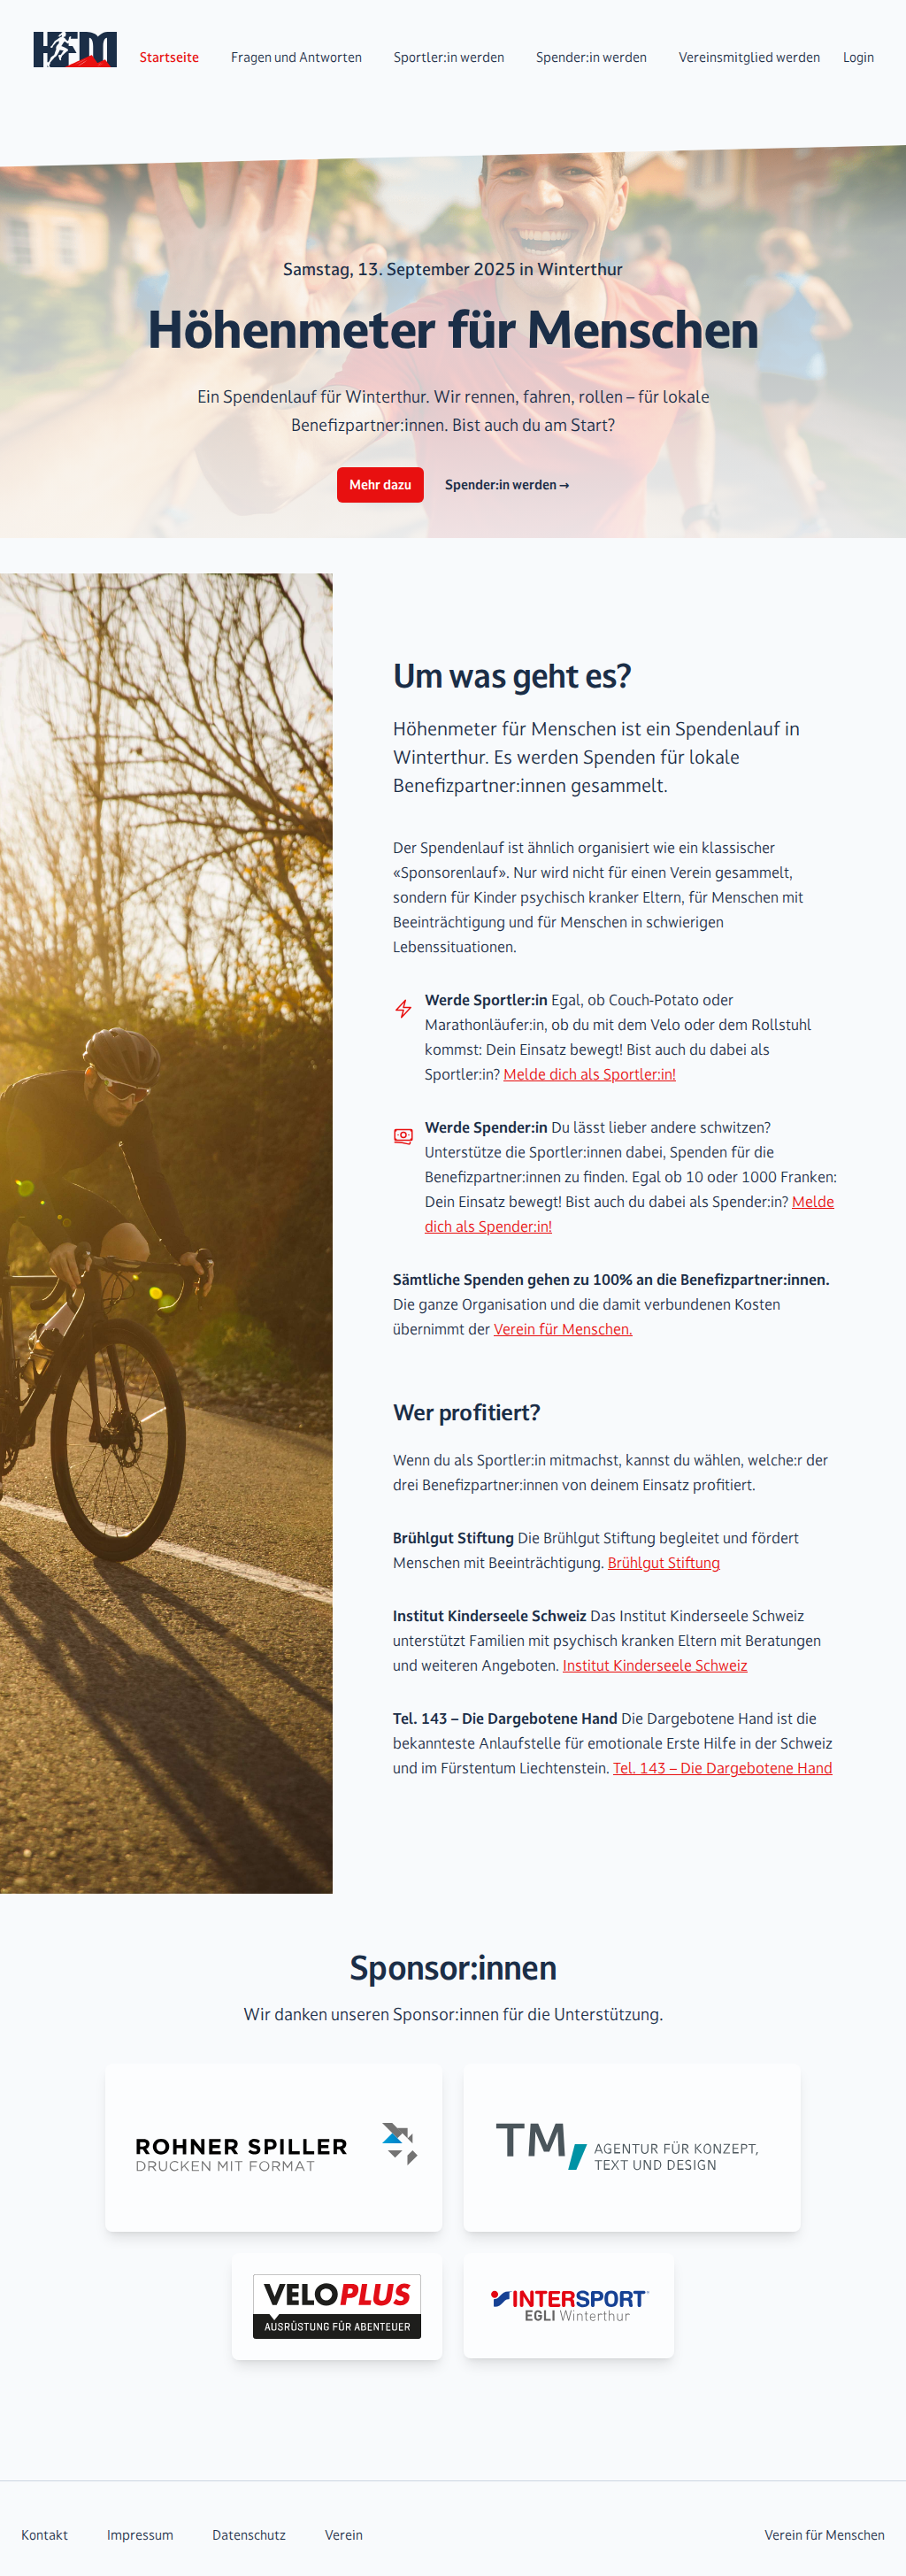 HFM
Startseite
Fragen und Antworten
Sportler:in werden
Spender:in werden
Vereinsmitglied werden
Login
Samstag, 13. September 2025 in Winterthur
Höhenmeter für Menschen
Ein Spendenlauf für Winterthur. Wir rennen, fahren, rollen – für lokale
Benefizpartner:innen. Bist auch du am Start?
Mehr dazu
Spender:in werden →
Um was geht es?
Höhenmeter für Menschen ist ein Spendenlauf in
Winterthur. Es werden Spenden für lokale
Benefizpartner:innen gesammelt.
Der Spendenlauf ist ähnlich organisiert wie ein klassischer
«Sponsorenlauf». Nur wird nicht für einen Verein gesammelt,
sondern für Kinder psychisch kranker Eltern, für Menschen mit
Beeinträchtigung und für Menschen in schwierigen
Lebenssituationen.
Werde Sportler:in Egal, ob Couch-Potato oder
Marathonläufer:in, ob du mit dem Velo oder dem Rollstuhl
kommst: Dein Einsatz bewegt! Bist auch du dabei als
Sportler:in? Melde dich als Sportler:in!
Werde Spender:in Du lässt lieber andere schwitzen?
Unterstütze die Sportler:innen dabei, Spenden für die
Benefizpartner:innen zu finden. Egal ob 10 oder 1000 Franken:
Dein Einsatz bewegt! Bist auch du dabei als Spender:in? Melde
dich als Spender:in!
Sämtliche Spenden gehen zu 100% an die Benefizpartner:innen.
Die ganze Organisation und die damit verbundenen Kosten
übernimmt der Verein für Menschen.
Wer profitiert?
Wenn du als Sportler:in mitmachst, kannst du wählen, welche:r der
drei Benefizpartner:innen von deinem Einsatz profitiert.
Brühlgut Stiftung Die Brühlgut Stiftung begleitet und fördert
Menschen mit Beeinträchtigung. Brühlgut Stiftung
Institut Kinderseele Schweiz Das Institut Kinderseele Schweiz
unterstützt Familien mit psychisch kranken Eltern mit Beratungen
und weiteren Angeboten. Institut Kinderseele Schweiz
Tel. 143 – Die Dargebotene Hand Die Dargebotene Hand ist die
bekannteste Anlaufstelle für emotionale Erste Hilfe in der Schweiz
und im Fürstentum Liechtenstein. Tel. 143 – Die Dargebotene Hand
Sponsor:innen
Wir danken unseren Sponsor:innen für die Unterstützung.
ROHNER SPILLER
DRUCKEN MIT FORMAT
TM,
AGENTUR FÜR KONZEPT,
TEXT UND DESIGN
VELOPLUS
AUSRÜSTUNG FÜR ABENTEUER
INTERSPORT
EGLI Winterthur
Kontakt
Impressum
Datenschutz
Verein
Verein für Menschen